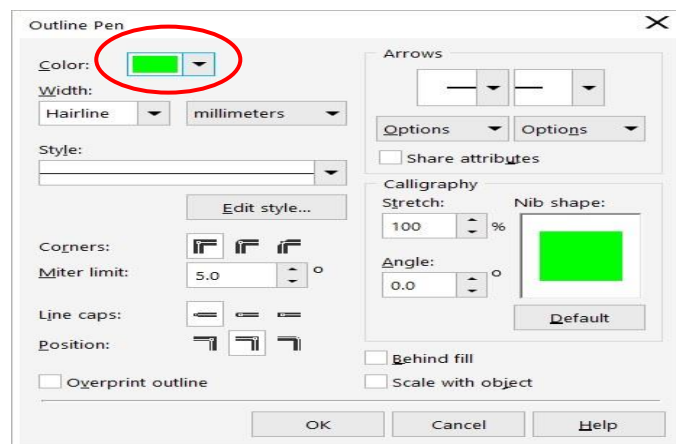 Outline Pen
Color:
Width:
Hairline millimeters
Style:
Edit style...
Corners:
Miter limit: 5.0 °
Line caps:
Position:
Overprint outline
Arrows
Options Options
Share attributes
Calligraphy
Stretch: Nib shape:
100 %
Angle:
0.0 °
Default
Behind fill
Scale with object
OK Cancel Help